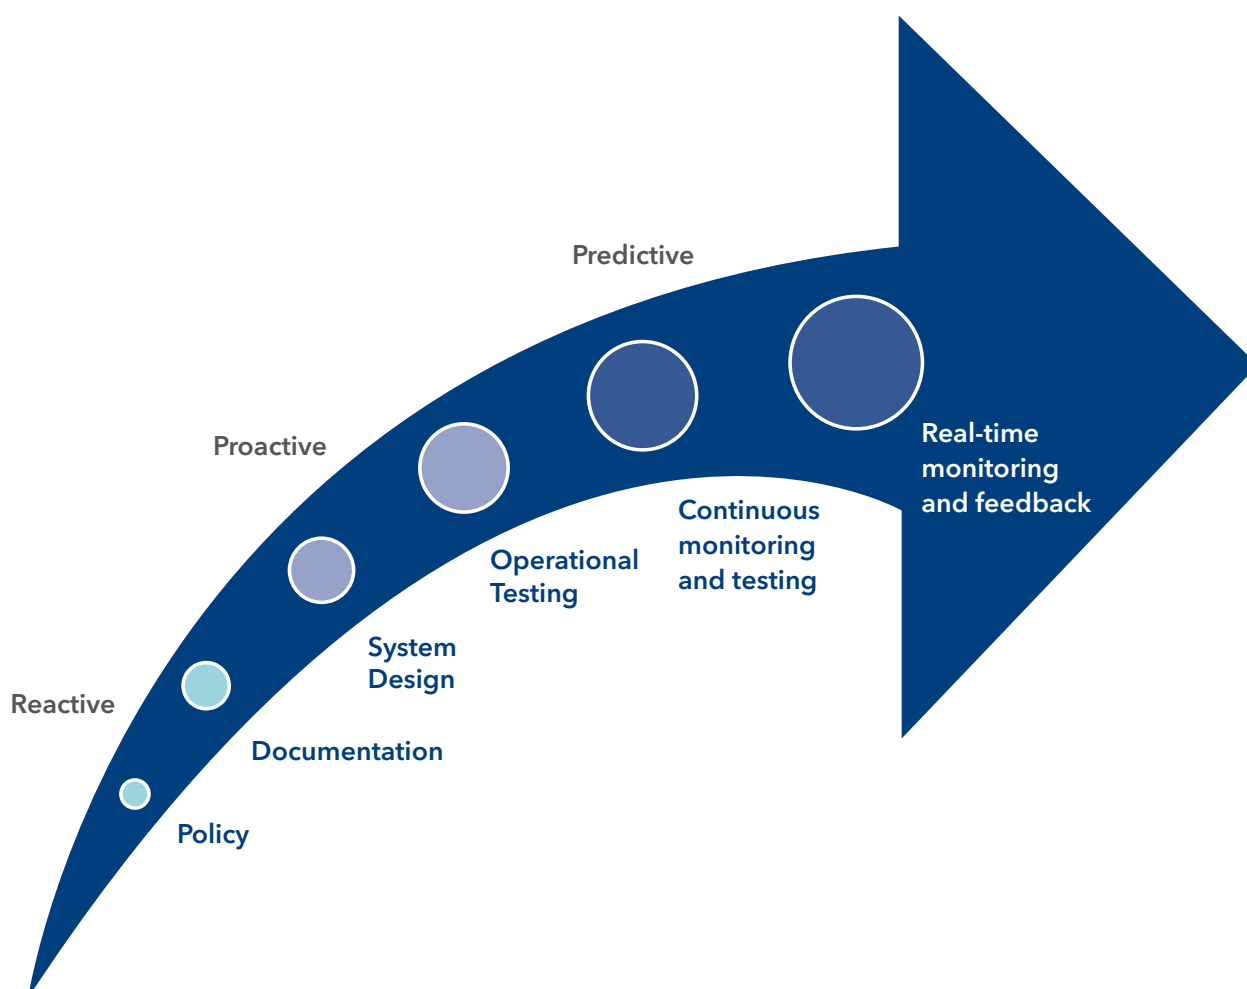 Predictive
Proactive
Real-time
monitoring
and feedback
Continuous
monitoring
and testing
Operational
Testing
System
Design
Reactive
Documentation
Policy